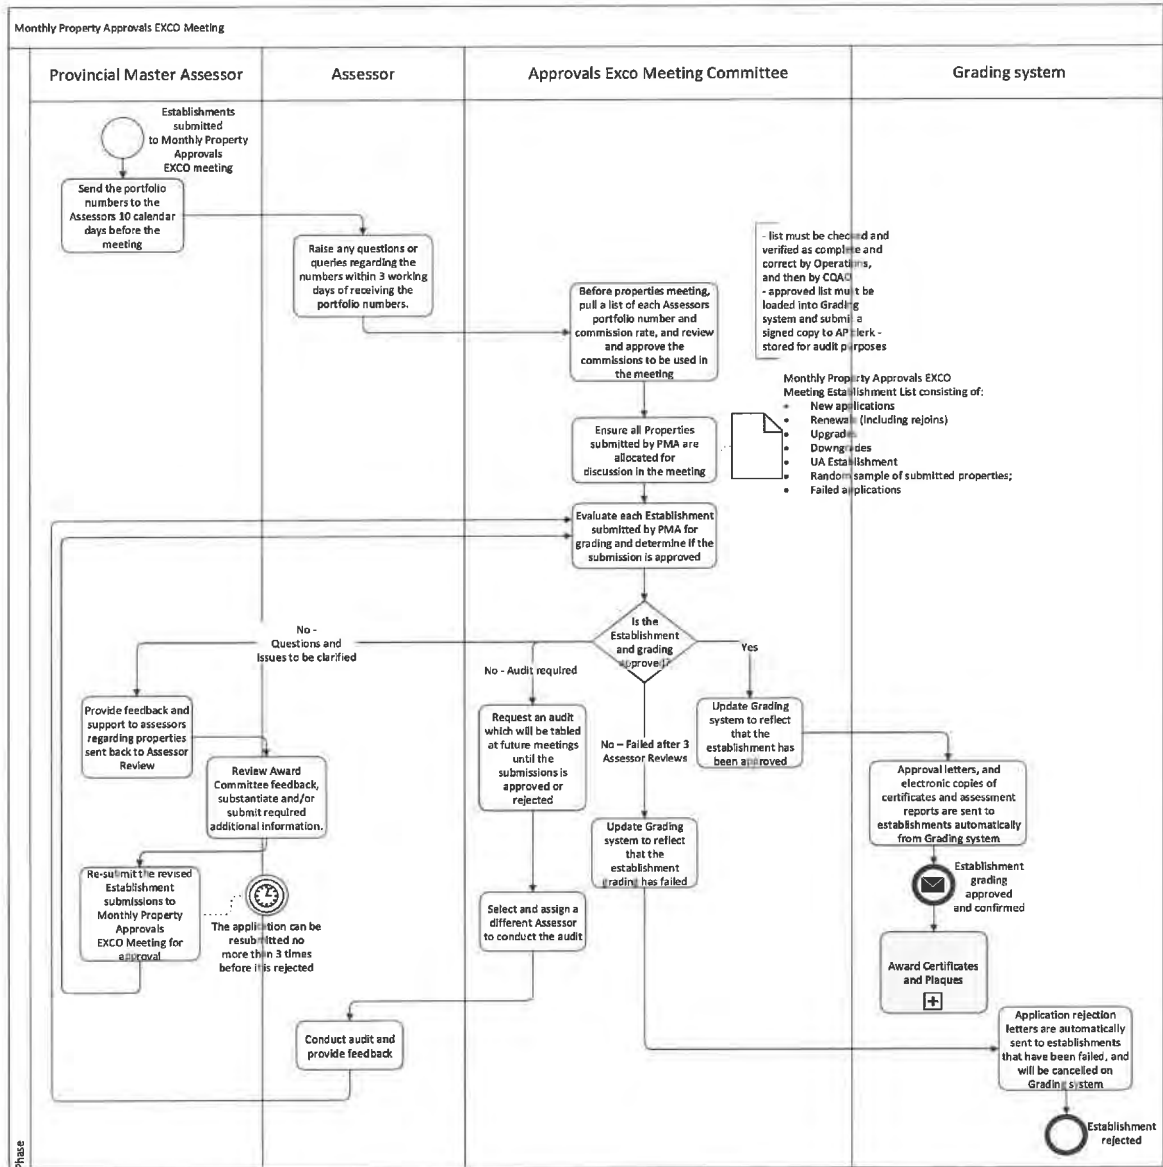 Monthly Property Approvals EXCO Meeting
Provincial Master Assessor
Assessor
Approvals Exco Meeting Committee
Grading system
Establishments
submitted
to Monthly Property
Approvals
EXCO meeting
Send the portfolio
numbers to the
Assessors 10 calendar
days before the
meeting
Raise any questions or
queries regarding the
numbers within 3 working
days of receiving the
portfolio numbers.
Before properties meeting,
pull a list of each Assessors
portfolio number and
commission rate, and review
and approve the
commissions to be used in
the meeting
- list must be checked and
verified as complete and
correct by Operations,
and then by CQAO
- approved list must be
loaded into Grading
system and submit a
signed copy to AP clerk -
stored for audit purposes
Ensure all Properties
submitted by PMA are
allocated for
discussion in the meeting
Monthly Property Approvals EXCO
Meeting Establishment List consisting of:
• New applications
• Renewals (including rejoins)
• Upgrades
• Downgrades
• UA Establishment
• Random sample of submitted properties;
• Failed applications
Evaluate each Establishment
submitted by PMA for
grading and determine if the
submission is approved
Is the
Establishment
and grading
approved?
No -
Questions and
Issues to be clarified
No - Audit required
No – Failed after 3
Assessor Reviews
Yes
Provide feedback and
support to assessors
regarding properties
sent back to Assessor
Review
Review Award
Committee feedback,
substantiate and/or
submit required
additional information.
Re-submit the revised
Establishment
submissions to
Monthly Property
Approvals
EXCO Meeting for
approval
The application can be
resubmitted no
more than 3 times
before it is rejected
Request an audit
which will be tabled
at future meetings
until the
submissions is
approved or
rejected
Select and assign a
different Assessor
to conduct the audit
Conduct audit and
provide feedback
Update Grading
system to reflect
that the
establishment
grading has failed
Update Grading
system to reflect
that the
establishment has
been approved
Approval letters, and
electronic copies of
certificates and assessment
reports are sent to
establishments automatically
from Grading system
Establishment
grading
approved
and confirmed
Award Certificates
and Plaques
Application rejection
letters are automatically
sent to establishments
that have been failed, and
will be cancelled on
Grading system
Establishment
rejected
Phase